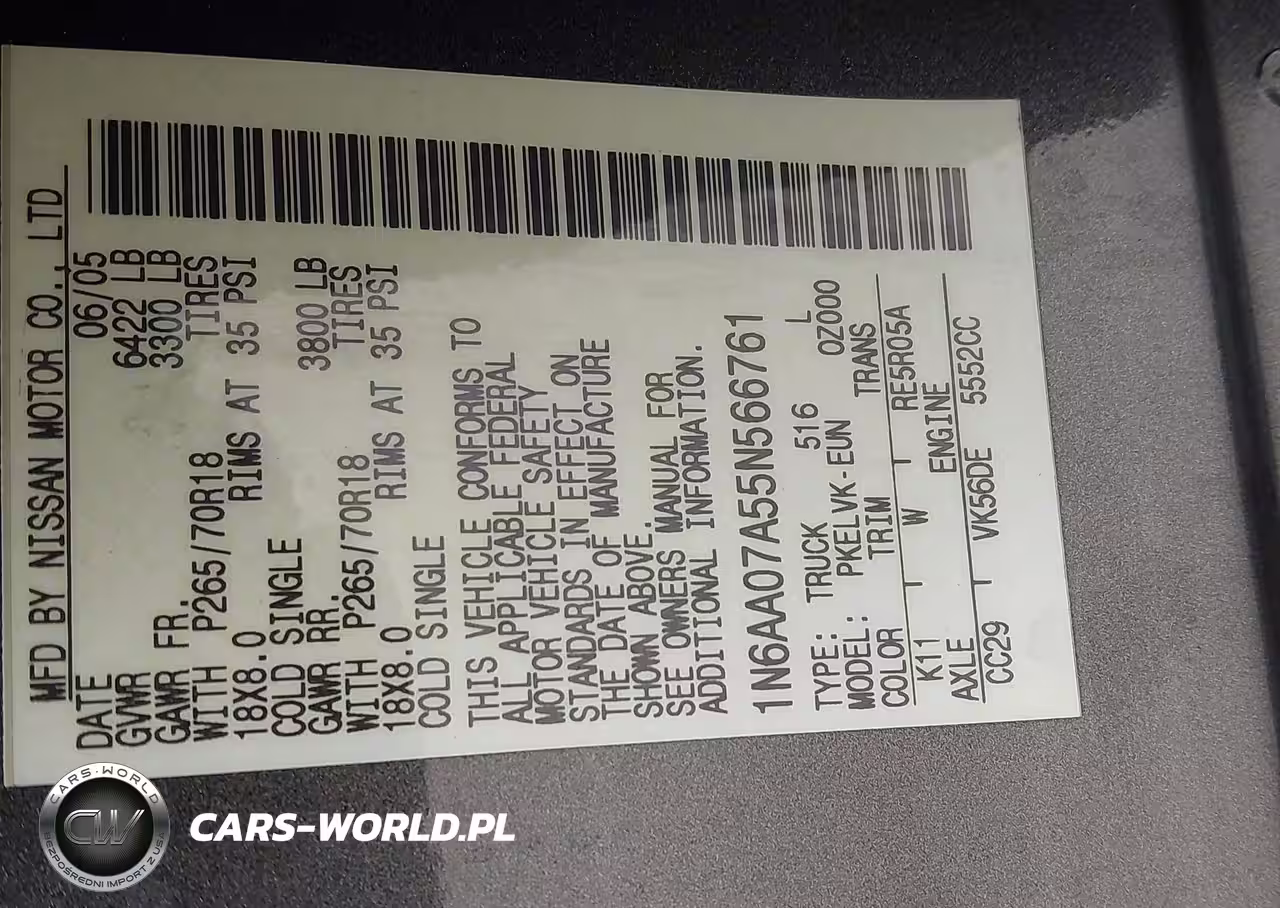 MFD BY NISSAN MOTOR CO., LTD
DATE 06/05
GVWR 6422 LB
GAWR FR. 3300 LB
WITH P265/70R18 TIRES
18X8.0 RIMS AT 35 PSI
COLD SINGLE
GAWR RR. 3800 LB
WITH P265/70R18 TIRES
18X8.0 RIMS AT 35 PSI
COLD SINGLE
THIS VEHICLE CONFORMS TO
ALL APPLICABLE FEDERAL
MOTOR VEHICLE SAFETY
STANDARDS IN EFFECT ON
THE DATE OF MANUFACTURE
SHOWN ABOVE.
SEE OWNERS MANUAL FOR
ADDITIONAL INFORMATION.
1N6AA07A55N566761
TYPE: TRUCK 516 L
MODEL: PKELVK-EUN 0Z000
COLOR TRIM TRANS
K11 W RE5R05A
AXLE ENGINE
CC29 VK56DE 5552CC
CARS-WORLD
CW
BEZPOŚREDNI IMPORT Z USA
CARS-WORLD.PL